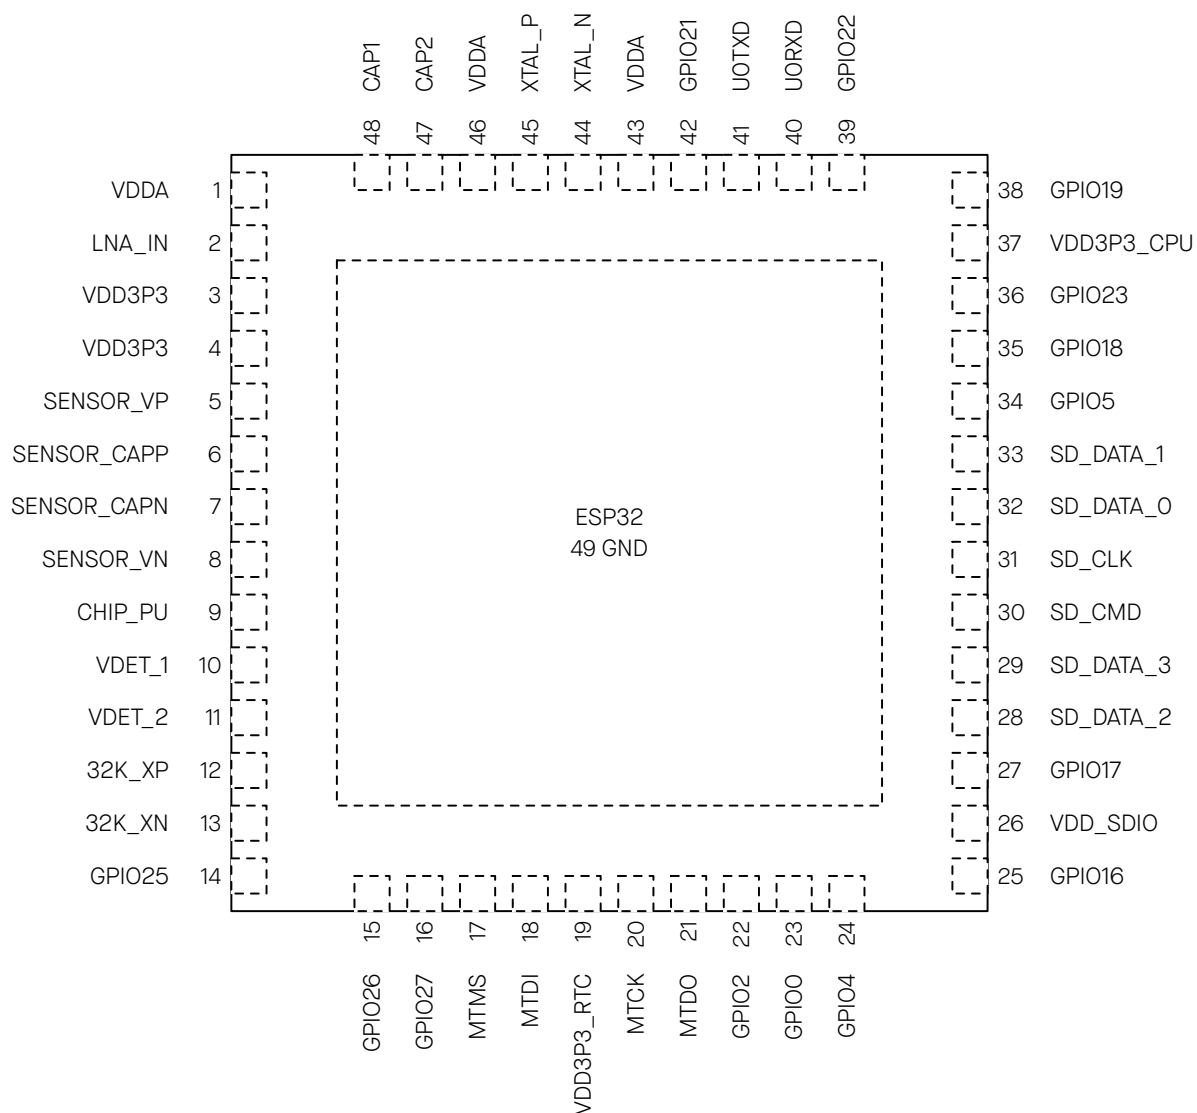 CAP1
CAP2
VDDA
XTAL_P
XTAL_N
VDDA
GPIO21
U0TXD
U0RXD
GPIO22
48
47
46
45
44
43
42
41
40
39
VDDA 1
LNA_IN 2
VDD3P3 3
VDD3P3 4
SENSOR_VP 5
SENSOR_CAPP 6
SENSOR_CAPN 7
SENSOR_VN 8
CHIP_PU 9
VDET_1 10
VDET_2 11
32K_XP 12
32K_XN 13
GPIO25 14
ESP32
49 GND
38 GPIO19
37 VDD3P3_CPU
36 GPIO23
35 GPIO18
34 GPIO5
33 SD_DATA_1
32 SD_DATA_0
31 SD_CLK
30 SD_CMD
29 SD_DATA_3
28 SD_DATA_2
27 GPIO17
26 VDD_SDIO
25 GPIO16
15
16
17
18
19
20
21
22
23
24
GPIO26
GPIO27
MTMS
MTDI
VDD3P3_RTC
MTCK
MTDO
GPIO2
GPIO0
GPIO4